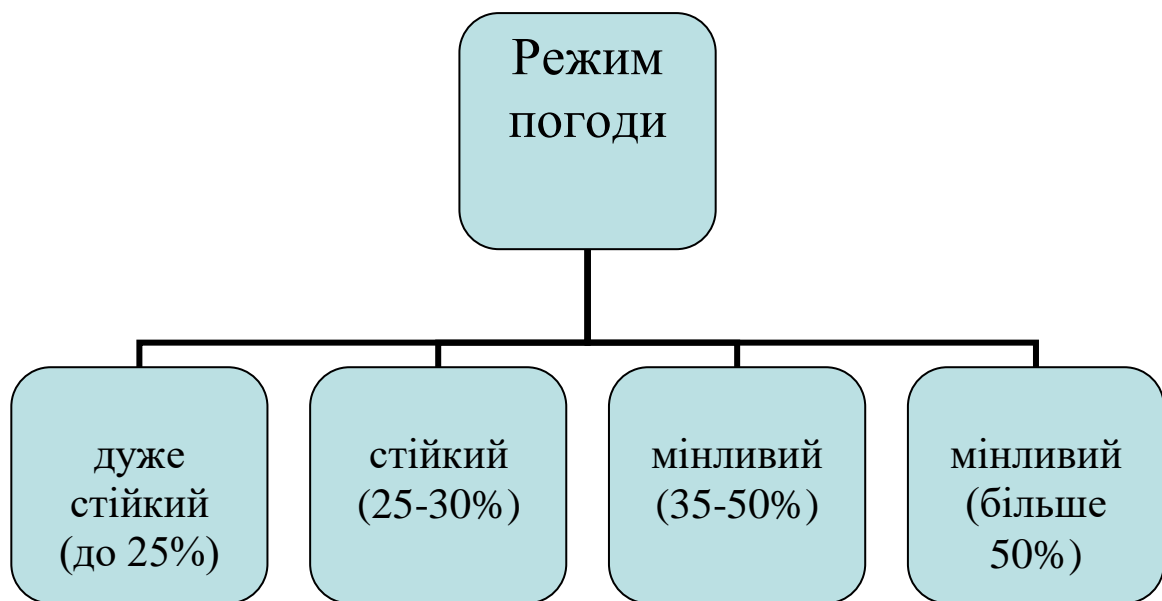 Режим
погоди
дуже
стійкий
(до 25%)
стійкий
(25-30%)
мінливий
(35-50%)
мінливий
(більше
50%)